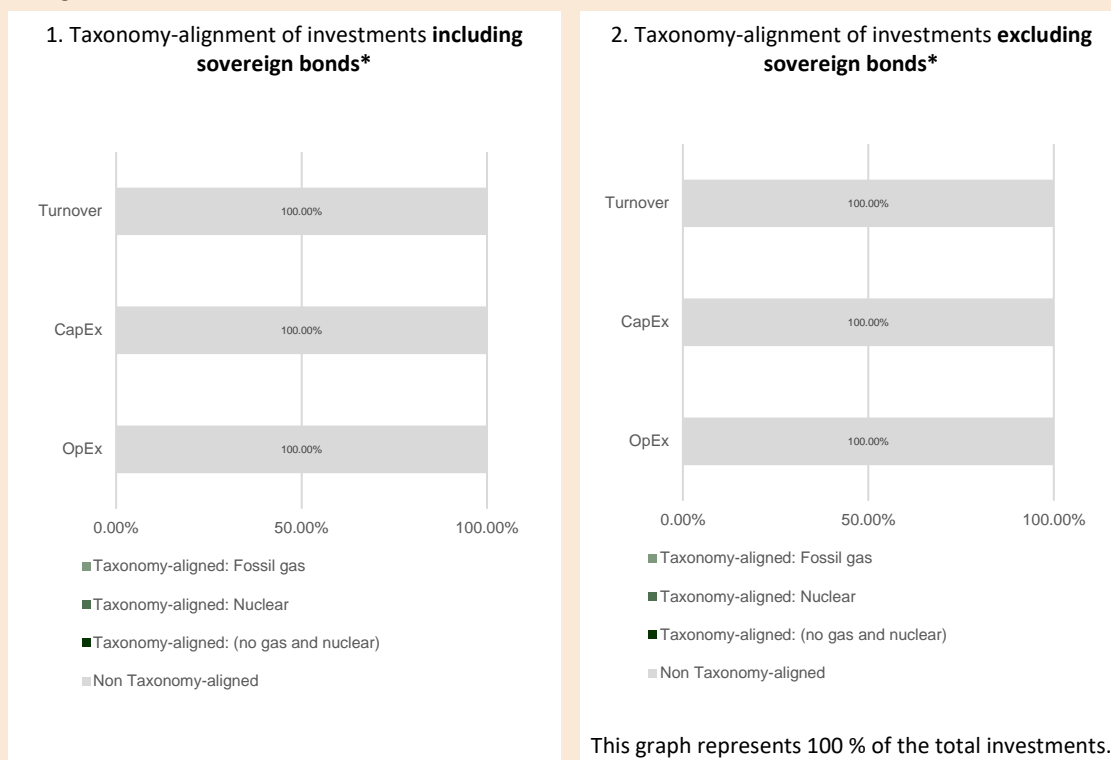 1. Taxonomy-alignment of investments including
sovereign bonds*
Turnover
100.00%
CapEx
100.00%
OpEx
100.00%
0.00% 50.00% 100.00%
Taxonomy-aligned: Fossil gas
Taxonomy-aligned: Nuclear
Taxonomy-aligned: (no gas and nuclear)
Non Taxonomy-aligned
2. Taxonomy-alignment of investments excluding
sovereign bonds*
Turnover
100.00%
CapEx
100.00%
OpEx
100.00%
0.00% 50.00% 100.00%
Taxonomy-aligned: Fossil gas
Taxonomy-aligned: Nuclear
Taxonomy-aligned: (no gas and nuclear)
Non Taxonomy-aligned
This graph represents 100 % of the total investments.